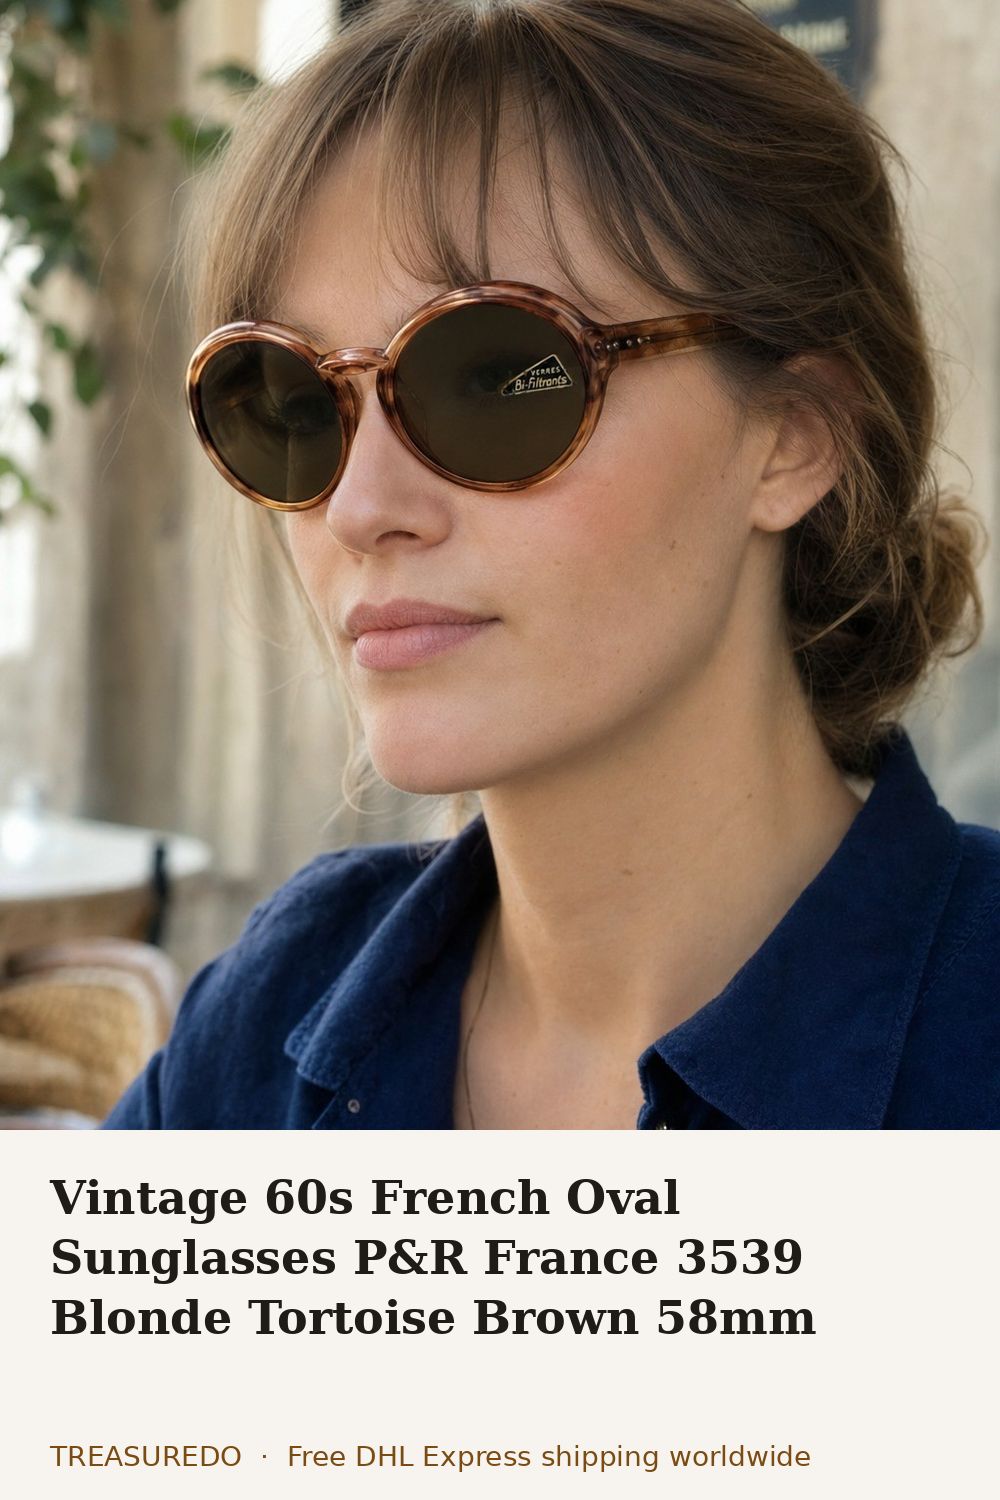 VERRES
Bi-Filtrants
Vintage 60s French Oval
Sunglasses P&R France 3539
Blonde Tortoise Brown 58mm
TREASUREDO · Free DHL Express shipping worldwide